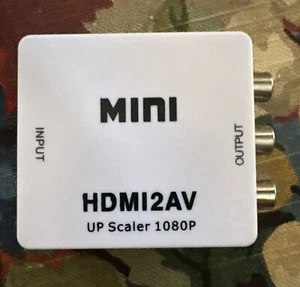 MINI
INPUT
OUTPUT
HDMI2AV
UP Scaler 1080P